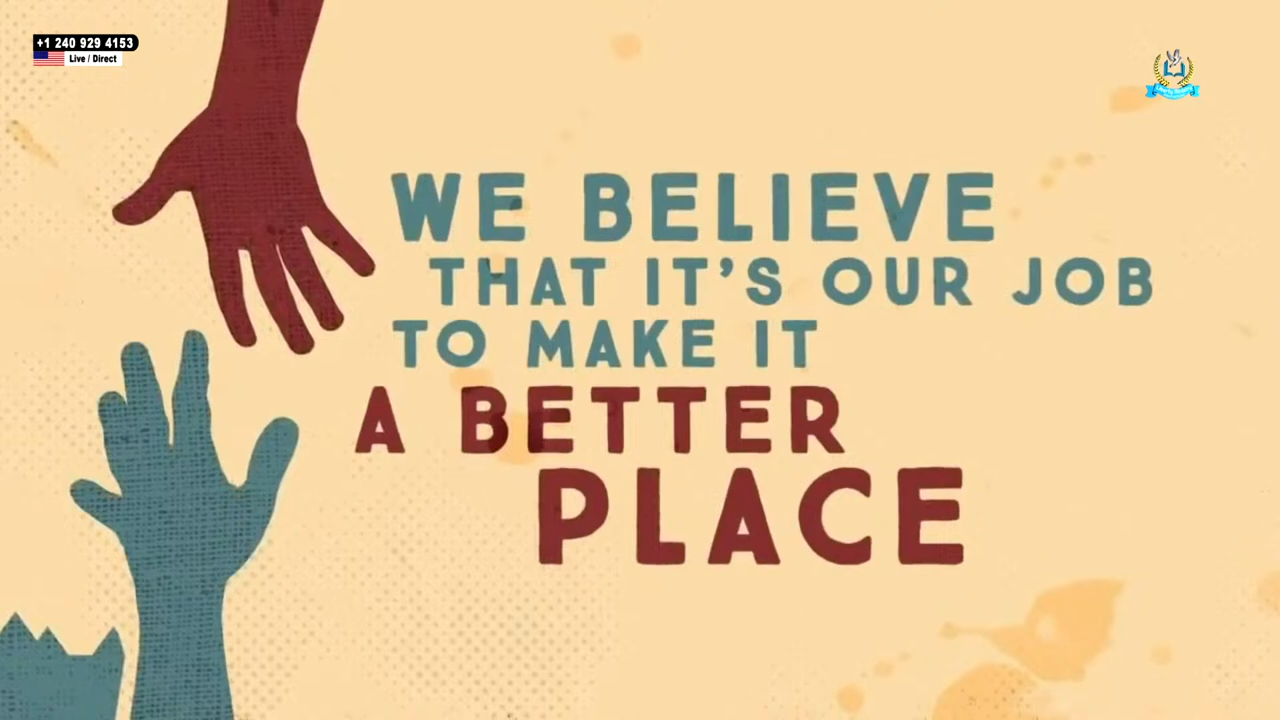 +1 240 929 4153
Live / Direct
WE BELIEVE
THAT IT'S OUR JOB
TO MAKE IT
A BETTER
PLACE